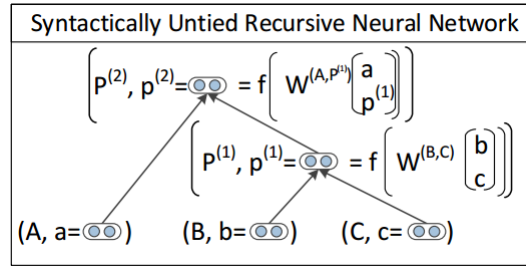 Syntactically Untied Recursive Neural Network
(P⁽²⁾, p⁽²⁾= = f(W⁽ᴬ,ᴾ⁽¹⁾⁾ [a p⁽¹⁾]))
(P⁽¹⁾, p⁽¹⁾= = f(W⁽ᴮ,ᶜ⁾ [b c]))
(A, a= ) (B, b= ) (C, c= )